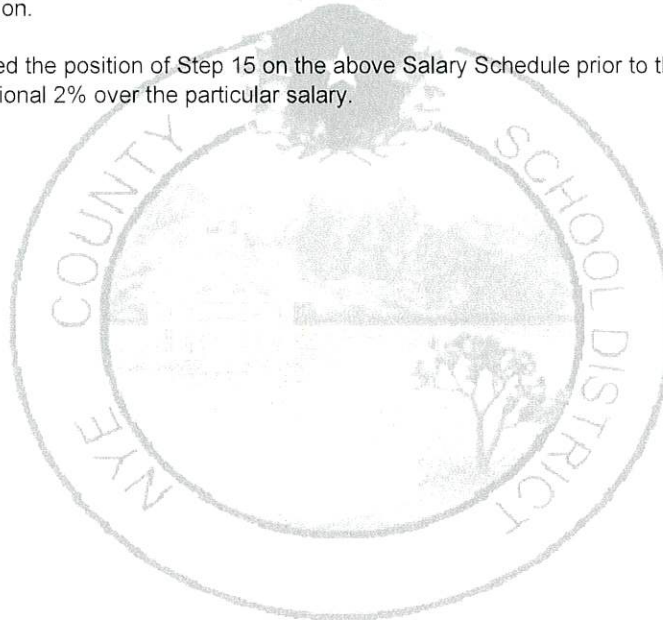 on.
ed the position of Step 15 on the above Salary Schedule prior to th
ional 2% over the particular salary.
NYE COUNTY SCHOOL DISTRICT